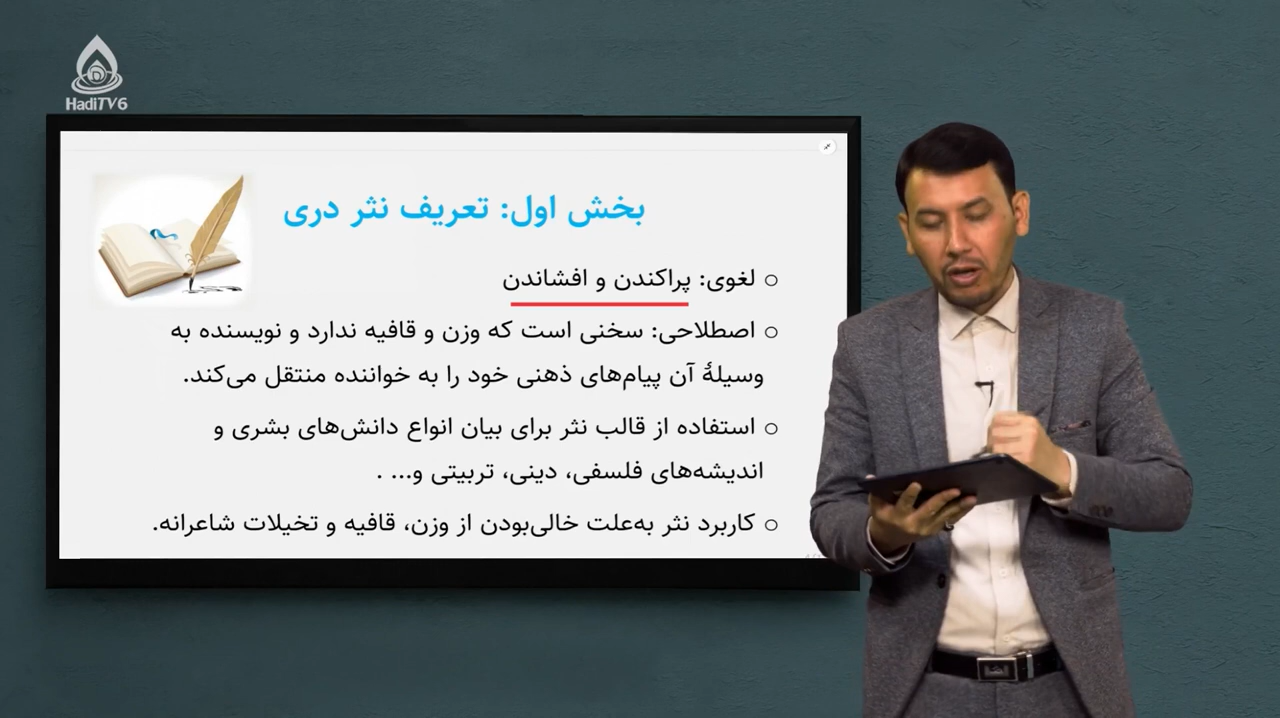 HadiTV6
بخش اول: تعریف نثر دری
○ لغوی: پراکندن و افشاندن
○ اصطلاحی: سخنی است که وزن و قافیه ندارد و نویسنده به
وسیلهٔ آن پیام‌های ذهنی خود را به خواننده منتقل می‌کند.
○ استفاده از قالب نثر برای بیان انواع دانش‌های بشری و
اندیشه‌های فلسفی، دینی، تربیتی و... .
○ کاربرد نثر به‌علت خالی‌بودن از وزن، قافیه و تخیلات شاعرانه.